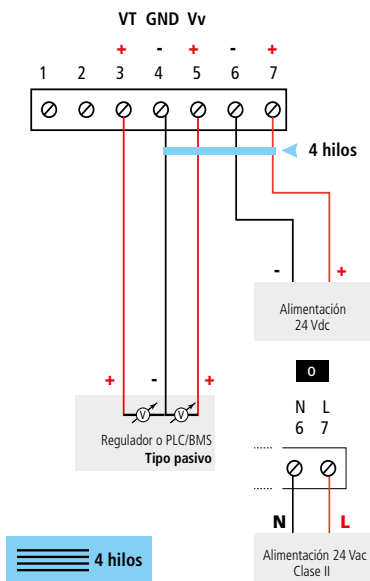 VT GND Vv
+ - + - +
1 2 3 4 5 6 7
4 hilos
- +
Alimentación
24 Vdc
o
+ - +
V V
Regulador o PLC/BMS
Tipo pasivo
N L
6 7
N L
Alimentación 24 Vac
Clase II
4 hilos